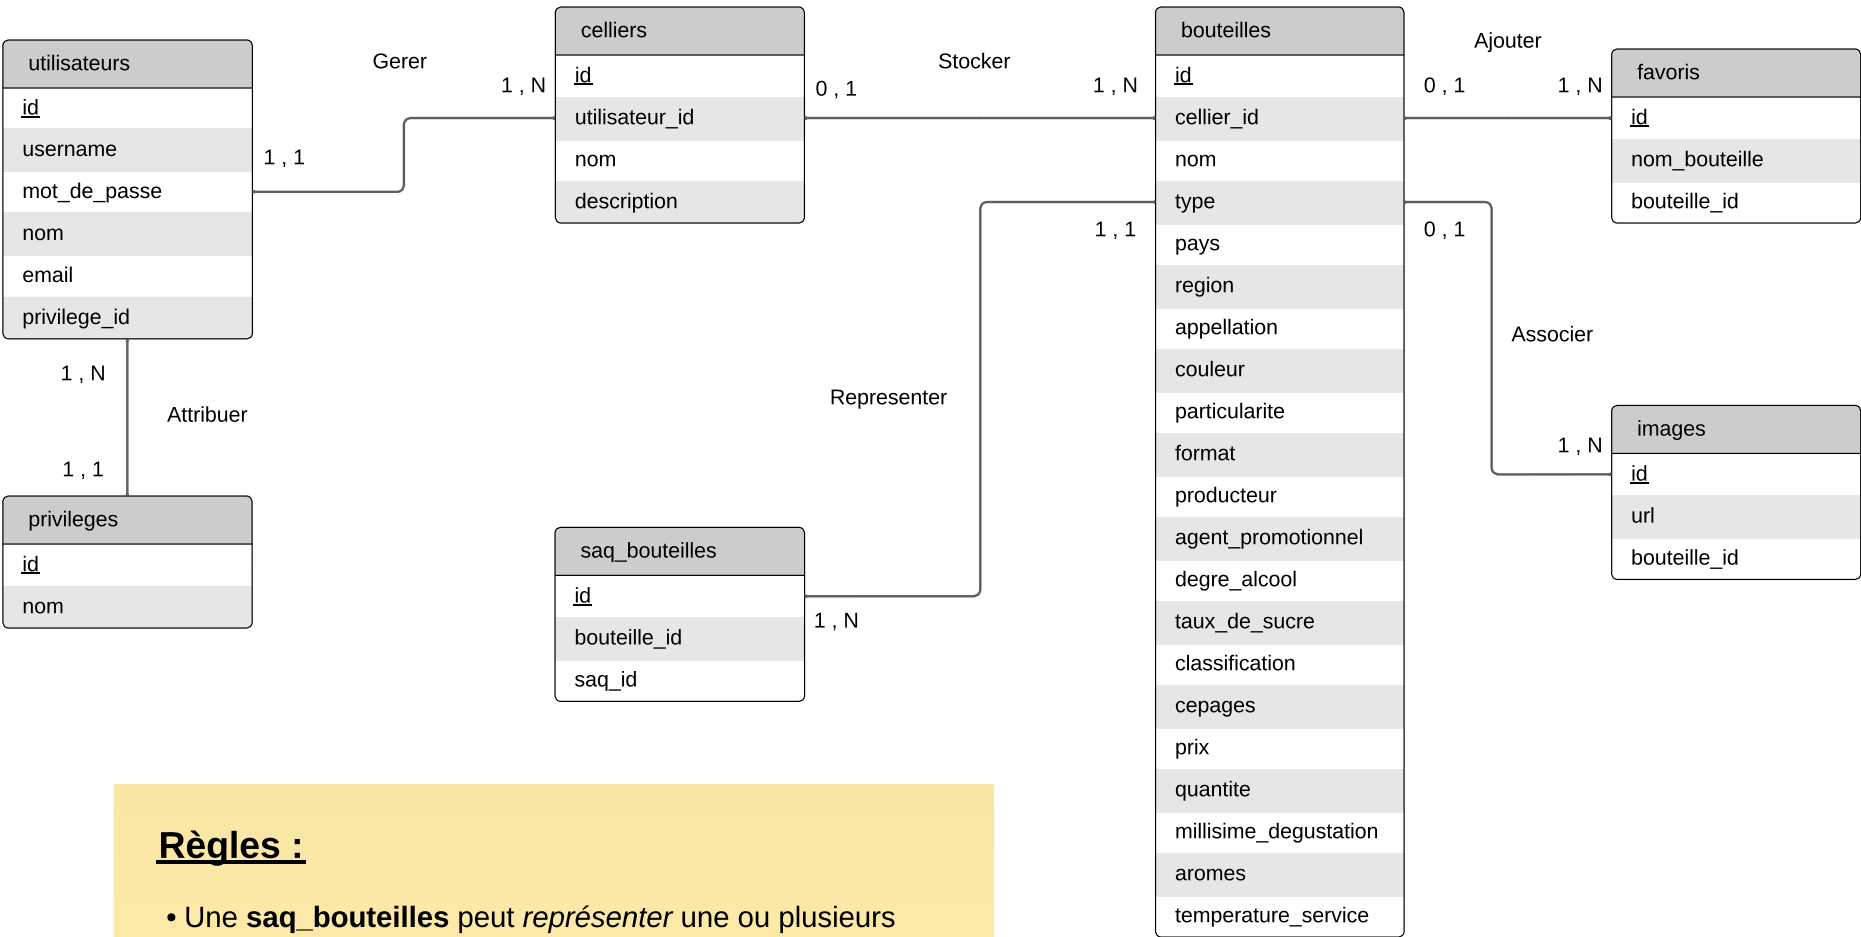 utilisateurs
id
username
mot_de_passe
nom
email
privilege_id
Gerer
1 , 1
1 , N
celliers
id
utilisateur_id
nom
description
Stocker
0 , 1
1 , N
bouteilles
id
cellier_id
nom
type
pays
region
appellation
couleur
particularite
format
producteur
agent_promotionnel
degre_alcool
taux_de_sucre
classification
cepages
prix
quantite
millisime_degustation
aromes
temperature_service
Ajouter
0 , 1
1 , N
favoris
id
nom_bouteille
bouteille_id
1 , 1
0 , 1
Associer
1 , N
images
id
url
bouteille_id
1 , N
Attribuer
1 , 1
privileges
id
nom
Representer
saq_bouteilles
id
bouteille_id
saq_id
1 , N
Règles :
• Une saq_bouteilles peut représenter une ou plusieurs